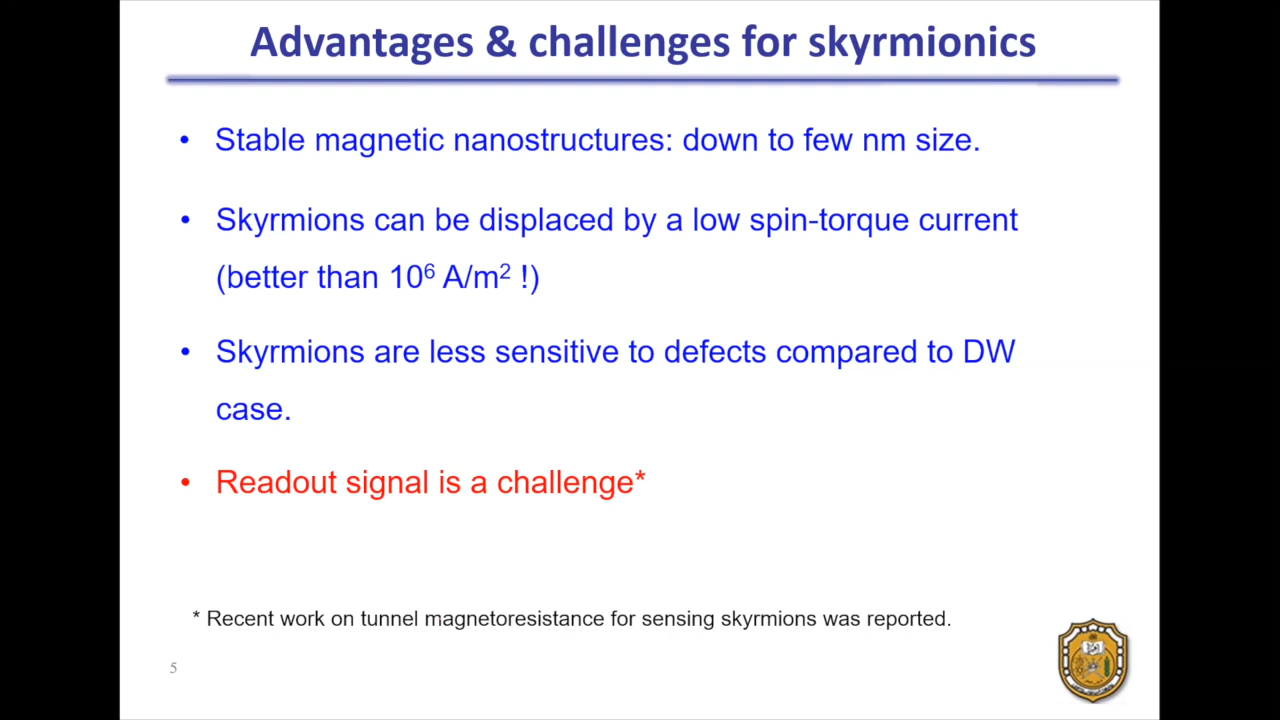 Advantages & challenges for skyrmionics
• Stable magnetic nanostructures: down to few nm size.
• Skyrmions can be displaced by a low spin-torque current
(better than 10⁶ A/m² !)
• Skyrmions are less sensitive to defects compared to DW
case.
• Readout signal is a challenge*
* Recent work on tunnel magnetoresistance for sensing skyrmions was reported.
5